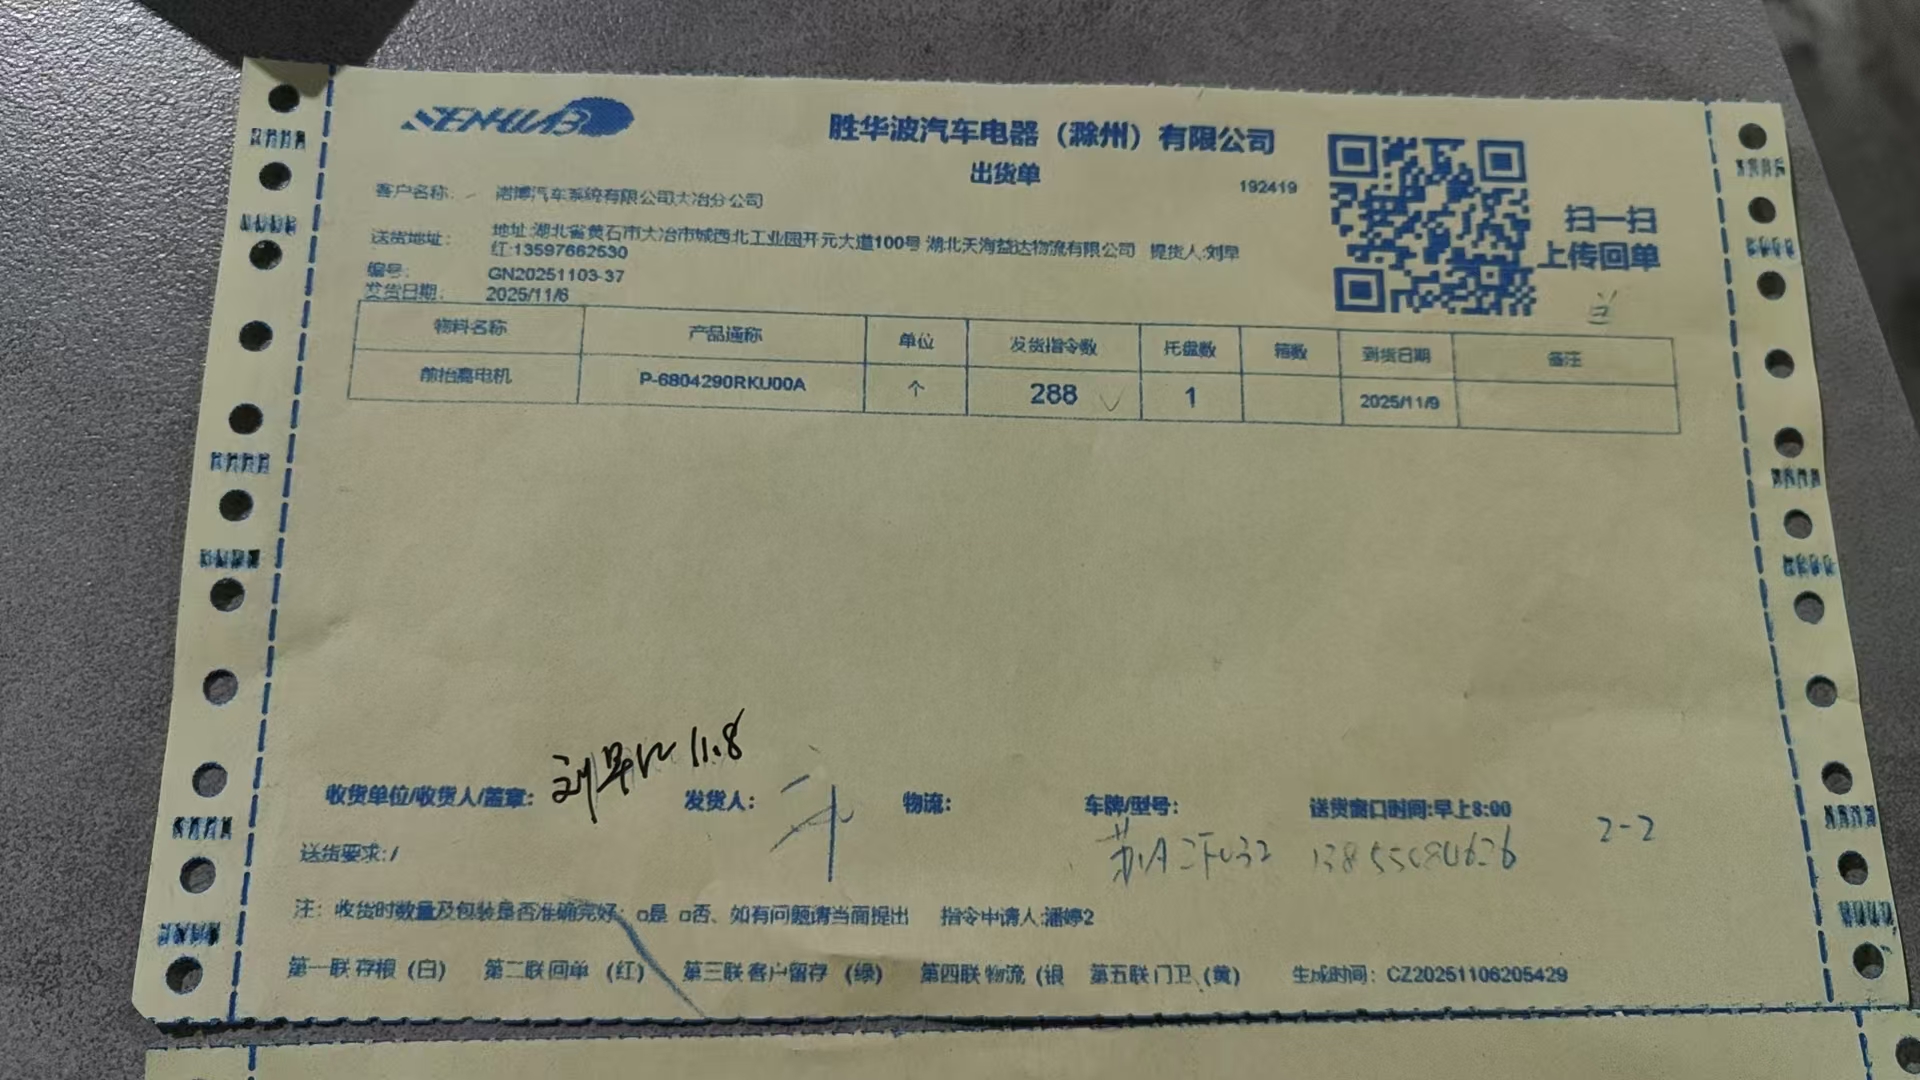 SENHUAB
胜华波汽车电器（滁州）有限公司
出货单
192419
扫一扫
上传回单
客户名称：
诺博汽车系统有限公司大冶分公司
送货地址：
地址:湖北省黄石市大冶市城西北工业园开元大道100号 湖北天海益达物流有限公司 提货人:刘早
红:13597662530
编号：
GN20251103-37
发货日期：
2025/11/6
物料名称 产品通称 单位 发货指令数 托盘数 箱数 到货日期 备注
前抬高电机 P-6804290RKU00A 个 288 1 2025/11/9
刘早红 11.8
收货单位/收货人/盖章： 发货人： 物流： 车牌/型号： 送货窗口时间:早上8:00
2-2
送货要求:/
注：收货时数量及包装是否准确完好：□是 □否、如有问题请当面提出 指令申请人:潘婷2
第一联 存根（白） 第二联 回单（红） 第三联 客户留存（绿） 第四联 物流（银 第五联 门卫（黄） 生成时间：CZ20251106205429